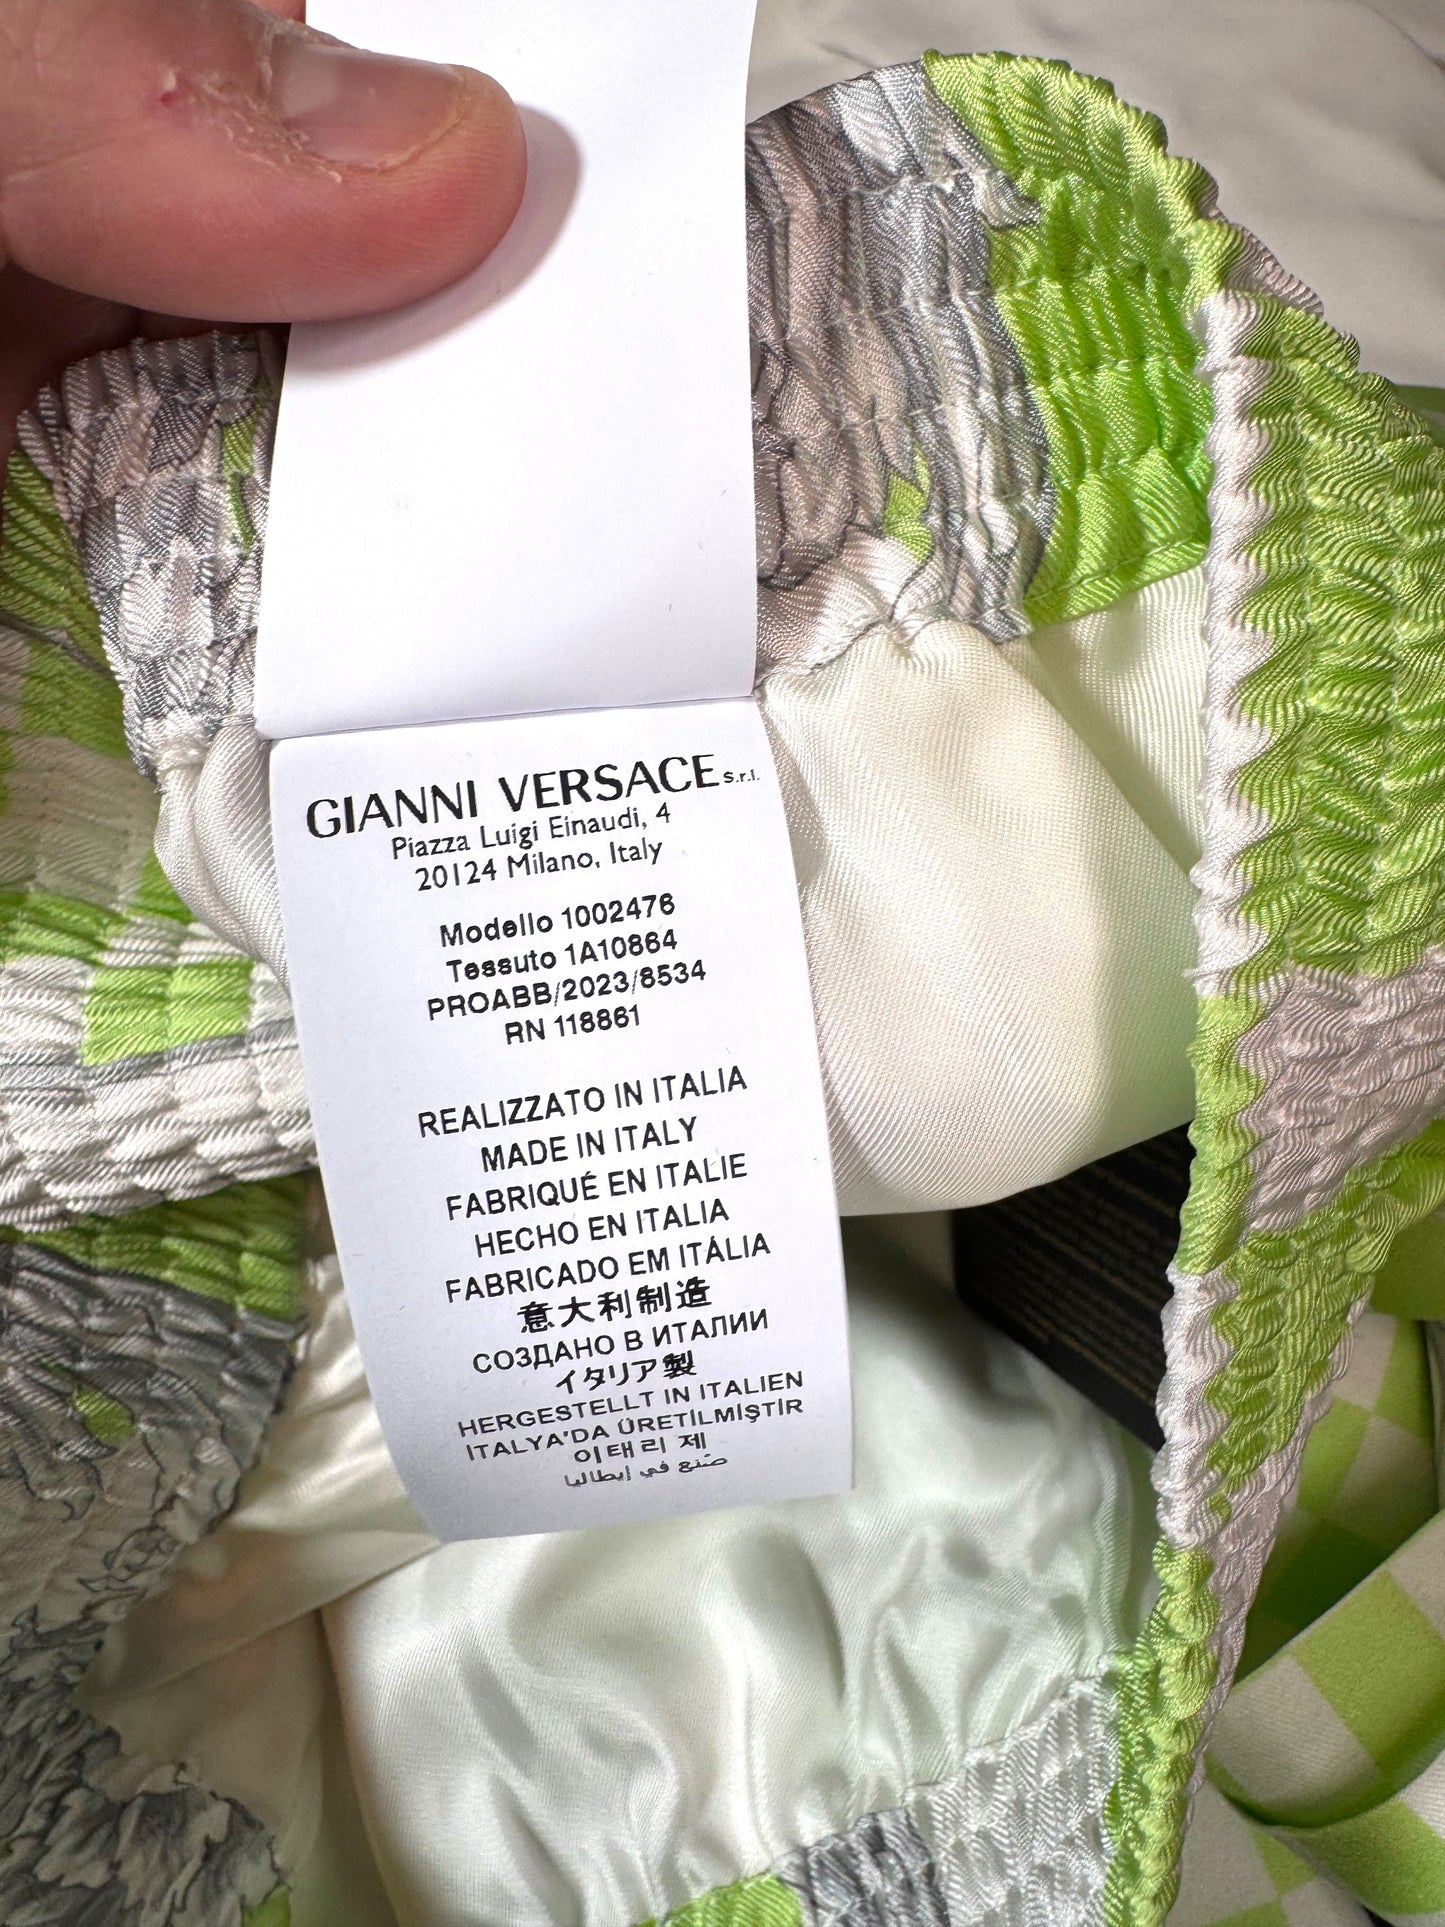 GIANNI VERSACE s.r.l.
Piazza Luigi Einaudi, 4
20124 Milano, Italy
Modello 1002476
Tessuto 1A10864
PROABB/2023/8534
RN 118861
REALIZZATO IN ITALIA
MADE IN ITALY
FABRIQUÉ EN ITALIE
HECHO EN ITALIA
FABRICADO EM ITÁLIA
意大利制造
СОЗДАНО В ИТАЛИИ
イタリア製
HERGESTELLT IN ITALIEN
ITALYA'DA ÜRETİLMİŞTİR
이태리 제
صنع في إيطاليا